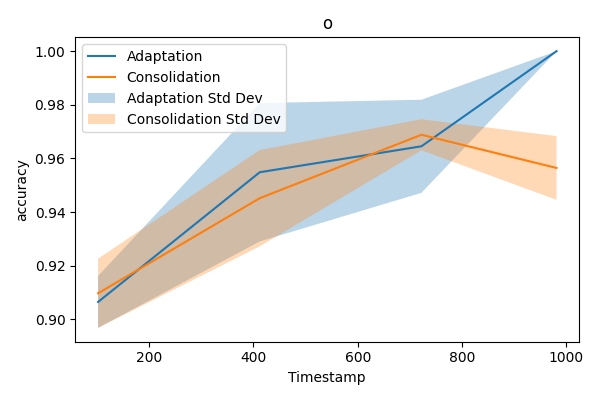 o
1.00
0.98
0.96
0.94
0.92
0.90
accuracy
Adaptation
Consolidation
Adaptation Std Dev
Consolidation Std Dev
200
400
600
800
1000
Timestamp